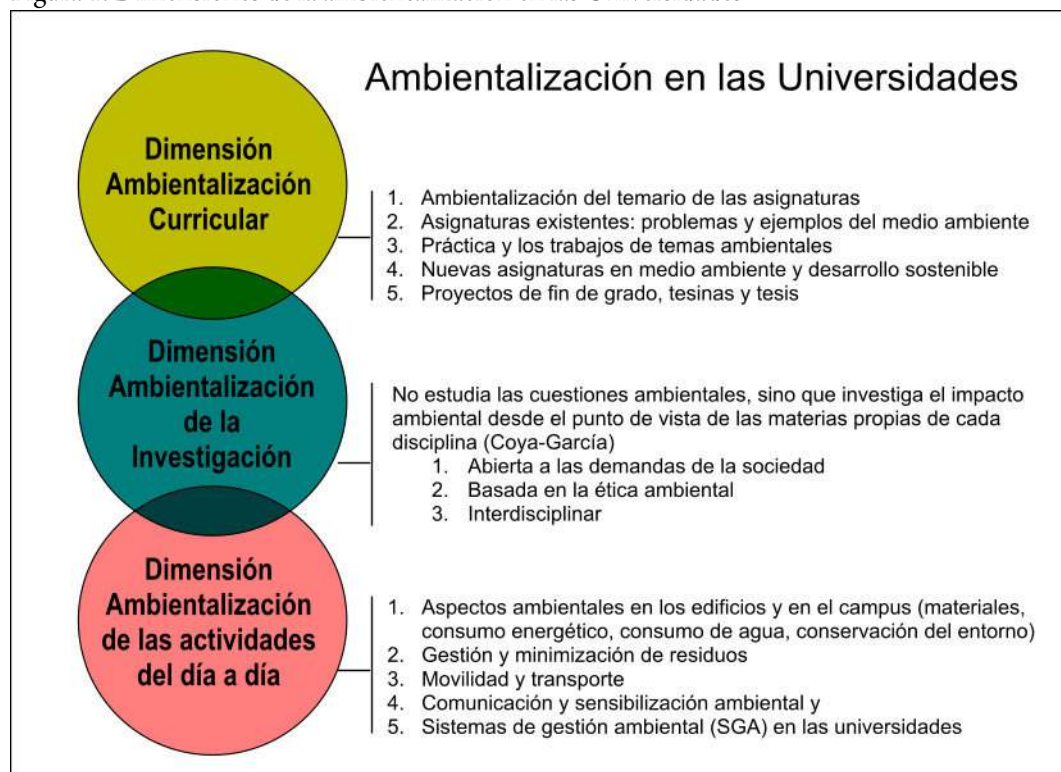 Ambientalización en las Universidades
Dimensión
Ambientalización
Curricular
1. Ambientalización del temario de las asignaturas
2. Asignaturas existentes: problemas y ejemplos del medio ambiente
3. Práctica y los trabajos de temas ambientales
4. Nuevas asignaturas en medio ambiente y desarrollo sostenible
5. Proyectos de fin de grado, tesinas y tesis
Dimensión
Ambientalización
de la
Investigación
No estudia las cuestiones ambientales, sino que investiga el impacto
ambiental desde el punto de vista de las materias propias de cada
disciplina (Coya-García)
1. Abierta a las demandas de la sociedad
2. Basada en la ética ambiental
3. Interdisciplinar
Dimensión
Ambientalización
de las actividades
del día a día
1. Aspectos ambientales en los edificios y en el campus (materiales,
consumo energético, consumo de agua, conservación del entorno)
2. Gestión y minimización de residuos
3. Movilidad y transporte
4. Comunicación y sensibilización ambiental y
5. Sistemas de gestión ambiental (SGA) en las universidades